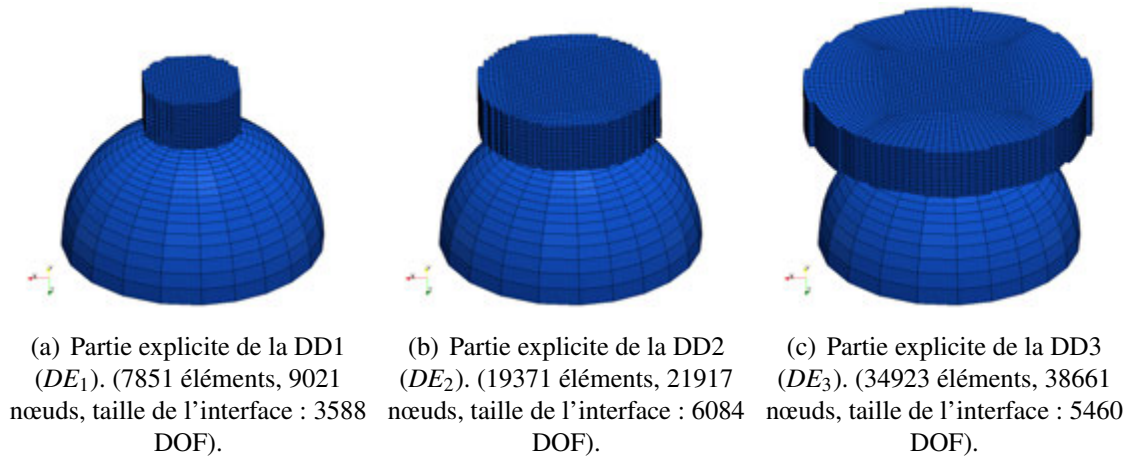 (a) Partie explicite de la DD1
(DE₁). (7851 éléments, 9021
nœuds, taille de l'interface : 3588
DOF).
(b) Partie explicite de la DD2
(DE₂). (19371 éléments, 21917
nœuds, taille de l'interface : 6084
DOF).
(c) Partie explicite de la DD3
(DE₃). (34923 éléments, 38661
nœuds, taille de l'interface : 5460
DOF).